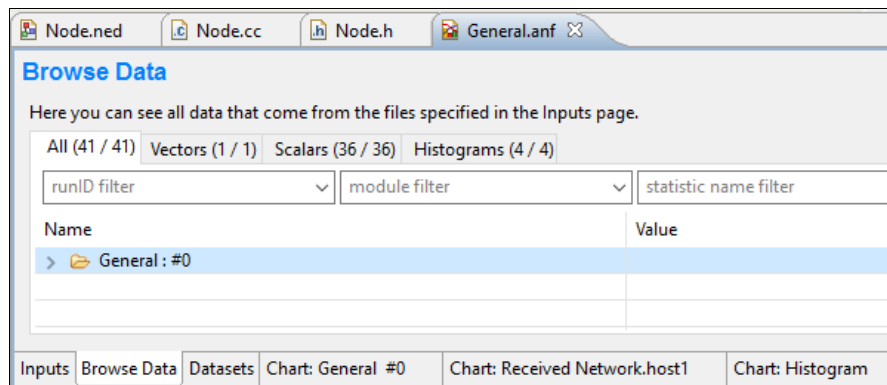 Node.ned Node.cc Node.h General.anf
Browse Data
Here you can see all data that come from the files specified in the Inputs page.
All (41 / 41) Vectors (1 / 1) Scalars (36 / 36) Histograms (4 / 4)
runID filter module filter statistic name filter
Name Value
General : #0
Inputs Browse Data Datasets Chart: General #0 Chart: Received Network.host1 Chart: Histogram